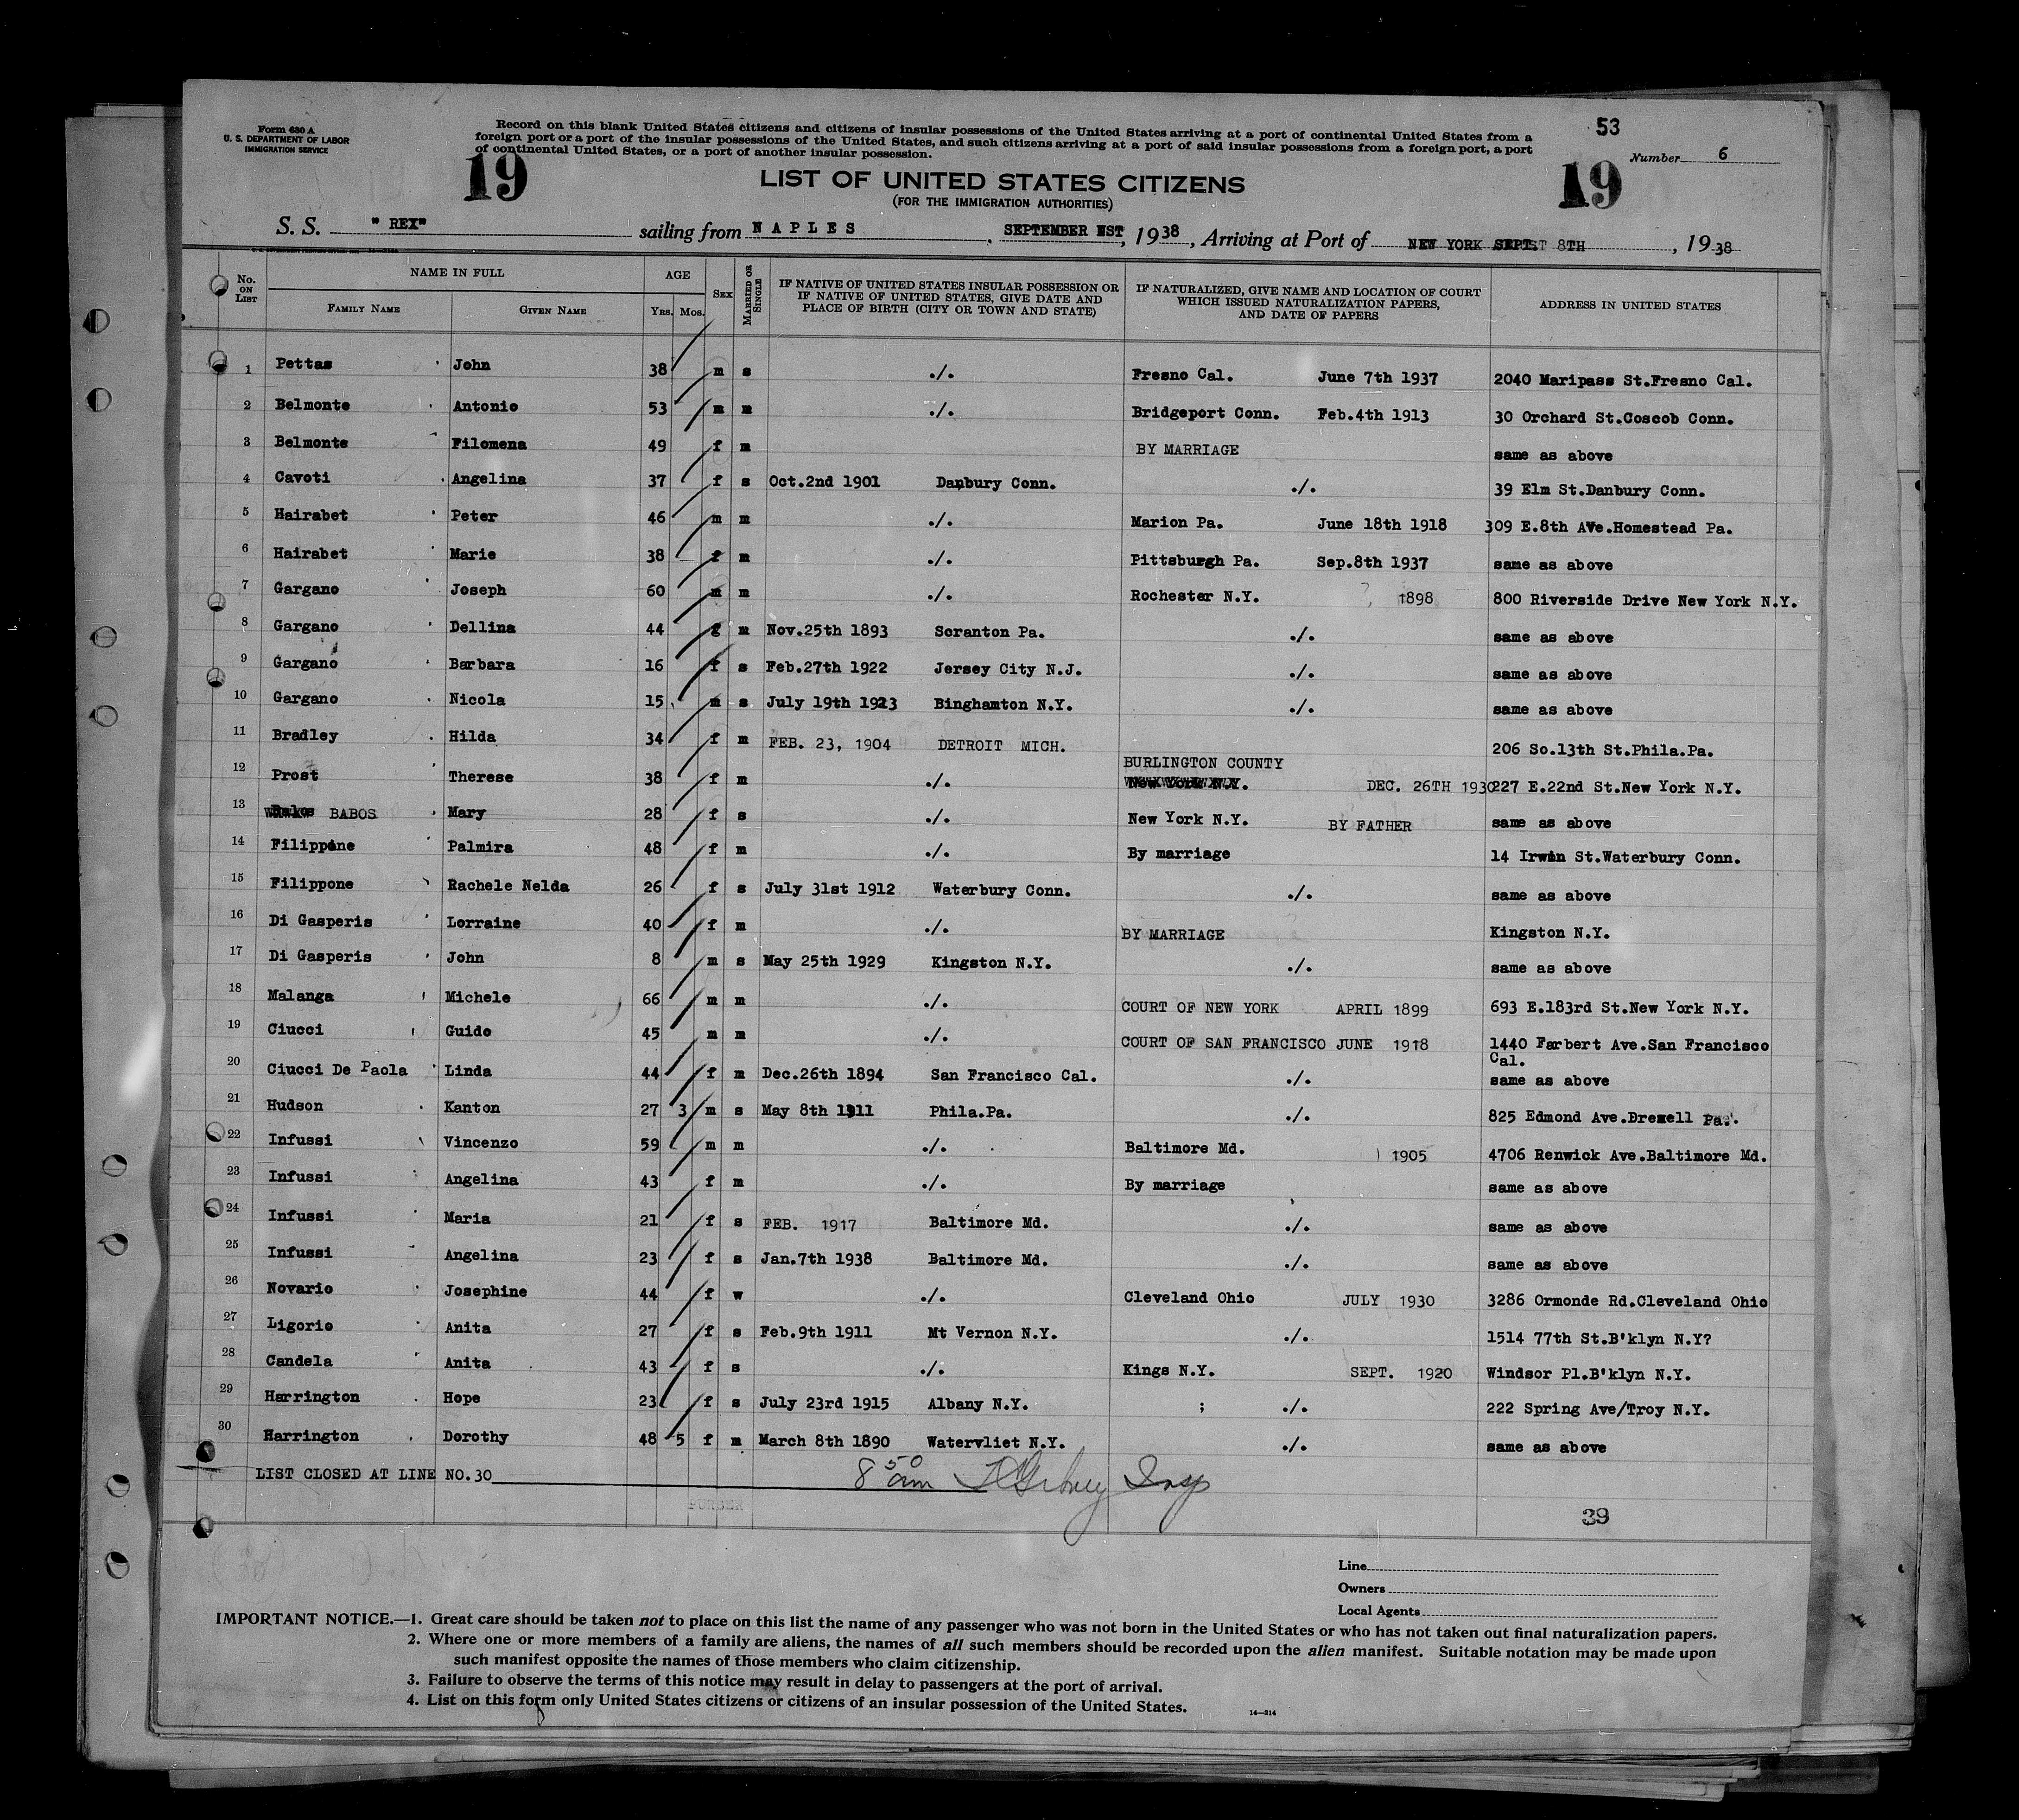 Form 630 A
U. S. DEPARTMENT OF LABOR
IMMIGRATION SERVICE
Record on this blank United States citizens and citizens of insular possessions of the United States arriving at a port of continental United States from a
foreign port or a port of the insular possessions of the United States, and such citizens arriving at a port of said insular possessions from a foreign port, a port
of continental United States, or a port of another insular possession.
53
Number 6
19
19
LIST OF UNITED STATES CITIZENS
(FOR THE IMMIGRATION AUTHORITIES)
S. S. " REX" sailing from NAPLES, SEPTEMBER 1ST, 1938, Arriving at Port of NEW YORK SEPT. 8TH, 1938
No. ON LIST NAME IN FULL AGE SEX MARRIED OR SINGLE IF NATIVE OF UNITED STATES INSULAR POSSESSION OR IF NATIVE OF UNITED STATES, GIVE DATE AND PLACE OF BIRTH (CITY OR TOWN AND STATE) IF NATURALIZED, GIVE NAME AND LOCATION OF COURT WHICH ISSUED NATURALIZATION PAPERS, AND DATE OF PAPERS ADDRESS IN UNITED STATES
FAMILY NAME GIVEN NAME YRS. MOS.
1 Pettas John 38 m s ./. Fresno Cal. June 7th 1937 2040 Maripass St.Fresno Cal.
2 Belmonte Antonio 53 m m ./. Bridgeport Conn. Feb.4th 1913 30 Orchard St.Coscob Conn.
3 Belmonte Filomena 49 f m BY MARRIAGE same as above
4 Cavoti Angelina 37 f s Oct.2nd 1901 Danbury Conn. ./. 39 Elm St.Danbury Conn.
5 Hairabet Peter 46 m m ./. Marion Pa. June 18th 1918 309 E.8th AVe.Homestead Pa.
6 Hairabet Marie 38 f m ./. Pittsburgh Pa. Sep.8th 1937 same as above
7 Gargano Joseph 60 m m ./. Rochester N.Y. ? 1898 800 Riverside Drive New York N.Y.
8 Gargano Dellina 44 f m Nov.25th 1893 Scranton Pa. ./. same as above
9 Gargano Barbara 16 f s Feb.27th 1922 Jersey City N.J. ./. same as above
10 Gargano Nicola 15 m s July 19th 1923 Binghamton N.Y. ./. same as above
11 Bradley Hilda 34 f m FEB. 23, 1904 DETROIT MICH. 206 So.13th St.Phila.Pa.
BURLINGTON COUNTY
12 Prost Therese 38 f m ./. New York N.Y. DEC. 26TH 1930 227 E.22nd St.New York N.Y.
13 BABOS Mary 28 f s ./. New York N.Y. BY FATHER same as above
14 Filippone Palmira 48 f m ./. By marriage 14 Irwin St.Waterbury Conn.
15 Filippone Rachele Nelda 26 f s July 31st 1912 Waterbury Conn. ./. same as above
16 Di Gasperis Lorraine 40 f m ./. BY MARRIAGE Kingston N.Y.
17 Di Gasperis John 8 m s May 25th 1929 Kingston N.Y. ./. same as above
18 Malanga Michele 66 m m ./. COURT OF NEW YORK APRIL 1899 693 E.183rd St.New York N.Y.
19 Ciucci Guido 45 m m ./. COURT OF SAN FRANCISCO JUNE 1918 1440 Farbert Ave.San Francisco
Cal.
20 Ciucci De Paola Linda 44 f m Dec.26th 1894 San Francisco Cal. ./. same as above
21 Hudson Kanton 27 3 m s May 8th 1911 Phila.Pa. ./. 825 Edmond Ave.Drexell Pa.
22 Infussi Vincenzo 59 m m ./. Baltimore Md. 1905 4706 Renwick Ave.Baltimore Md.
23 Infussi Angelina 43 f m ./. By marriage same as above
24 Infussi Maria 21 f s FEB. 1917 Baltimore Md. ./. same as above
25 Infussi Angelina 23 f s Jan.7th 1938 Baltimore Md. ./. same as above
26 Novario Josephine 44 f w ./. Cleveland Ohio JULY 1930 3286 Ormonde Rd.Cleveland Ohio
27 Ligorio Anita 27 f s Feb.9th 1911 Mt Vernon N.Y. ./. 1514 77th St.B'klyn N.Y?
28 Candela Anita 43 f s ./. Kings N.Y. SEPT. 1920 Windsor Pl.B'klyn N.Y.
29 Harrington Hope 23 f s July 23rd 1915 Albany N.Y. ; ./. 222 Spring Ave/Troy N.Y.
30 Harrington Dorothy 48 5 f m March 8th 1890 Watervliet N.Y. ./. same as above
LIST CLOSED AT LINE NO.30 8 50 am Insp
PURSER
39
Line
Owners
Local Agents
IMPORTANT NOTICE.—1. Great care should be taken not to place on this list the name of any passenger who was not born in the United States or who has not taken out final naturalization papers.
2. Where one or more members of a family are aliens, the names of all such members should be recorded upon the alien manifest. Suitable notation may be made upon
such manifest opposite the names of those members who claim citizenship.
3. Failure to observe the terms of this notice may result in delay to passengers at the port of arrival.
4. List on this form only United States citizens or citizens of an insular possession of the United States.
14—214